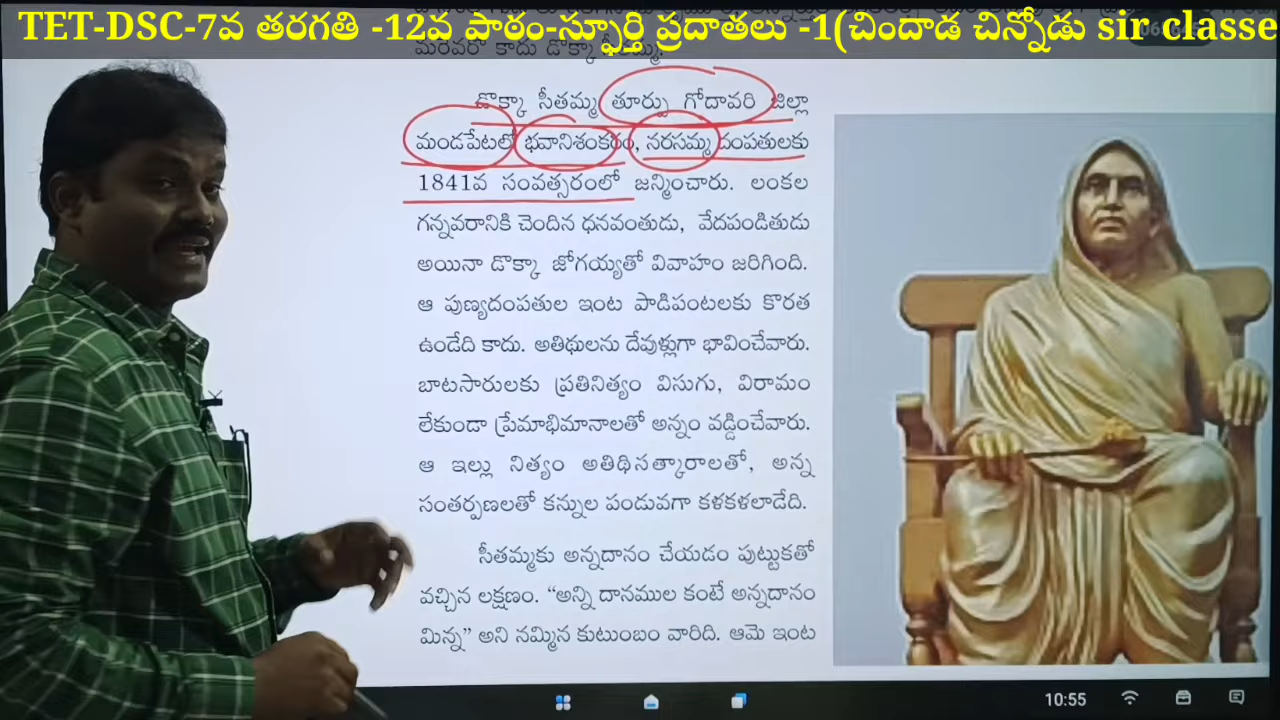 TET-DSC-7వ తరగతి -12వ పాఠం-స్ఫూర్తి ప్రదాతలు -1(చిందాడ చిన్నోడు sir classe
మరెవరో కాదు డొక్కా సీతమ్మ.
డొక్కా సీతమ్మ తూర్పు గోదావరి జిల్లా
మండపేటలో భవానిశంకరం, నరసమ్మ దంపతులకు
1841వ సంవత్సరంలో జన్మించారు. లంకల
గన్నవరానికి చెందిన ధనవంతుడు, వేదపండితుడు
అయినా డొక్కా జోగయ్యతో వివాహం జరిగింది.
ఆ పుణ్యదంపతుల ఇంట పాడిపంటలకు కొరత
ఉండేది కాదు. అతిథులను దేవుళ్లుగా భావించేవారు.
బాటసారులకు ప్రతినిత్యం విసుగు, విరామం
లేకుండా ప్రేమాభిమానాలతో అన్నం వడ్డించేవారు.
ఆ ఇల్లు నిత్యం అతిథిసత్కారాలతో, అన్న
సంతర్పణలతో కన్నుల పండువగా కళకళలాడేది.
సీతమ్మకు అన్నదానం చేయడం పుట్టుకతో
వచ్చిన లక్షణం. “అన్ని దానముల కంటే అన్నదానం
మిన్న” అని నమ్మిన కుటుంబం వారిది. ఆమె ఇంట
10:55